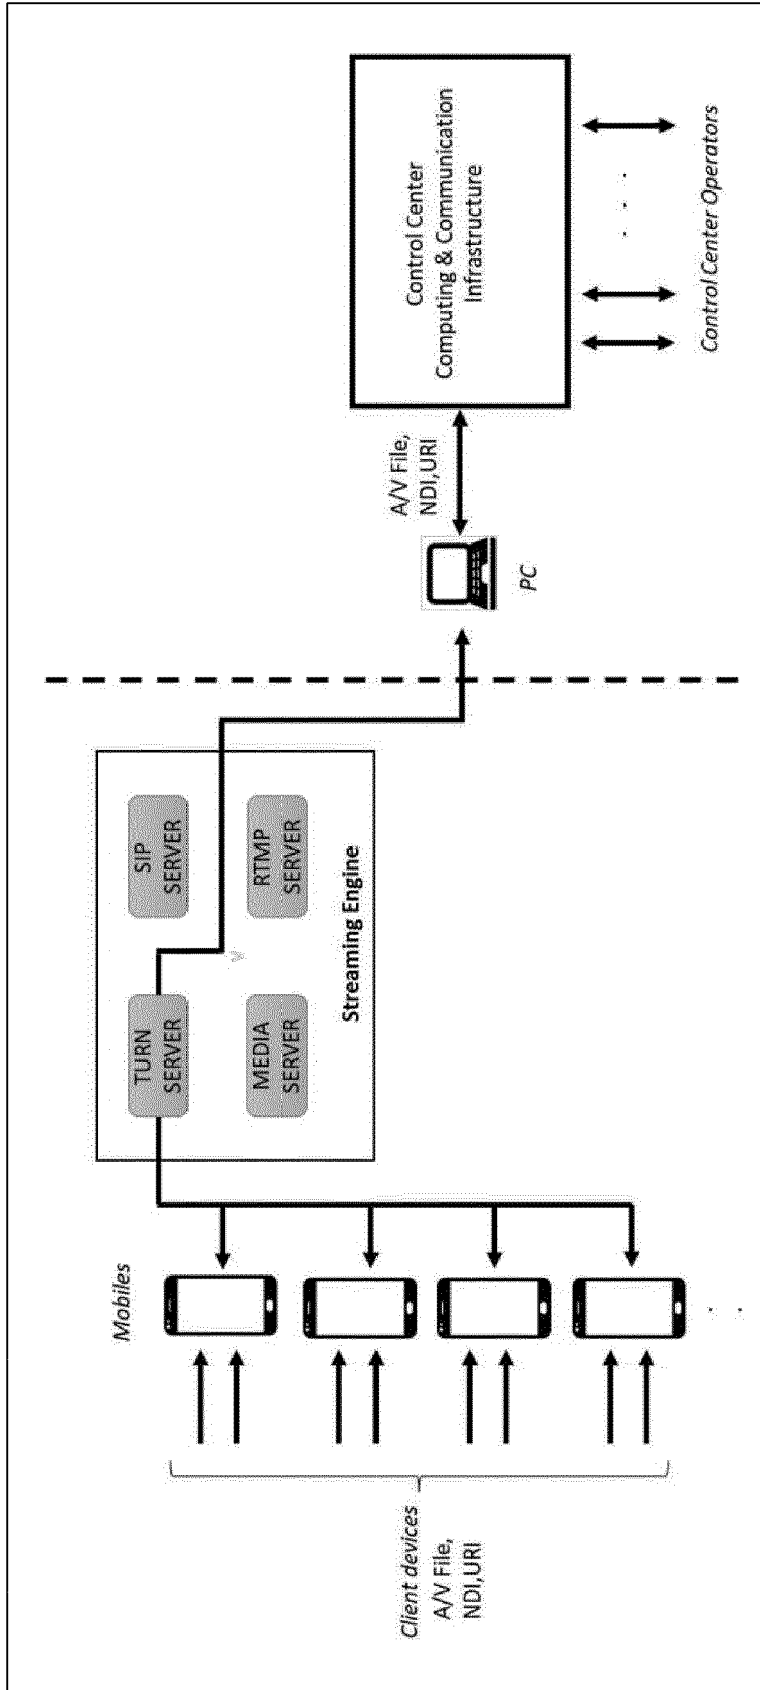 Client devices
A/V File,
NDI,URI
Mobiles
TURN
SERVER
SIP
SERVER
MEDIA
SERVER
RTMP
SERVER
Streaming Engine
PC
A/V File,
NDI,URI
Control Center
Computing & Communication
Infrastructure
Control Center Operators